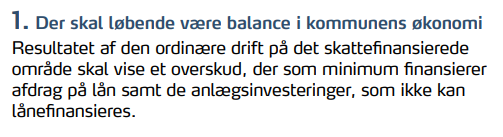 1. Der skal løbende være balance i kommunens økonomi
Resultatet af den ordinære drift på det skattefinansierede
område skal vise et overskud, der som minimum finansierer
afdrag på lån samt de anlægsinvesteringer, som ikke kan
lånefinansieres.